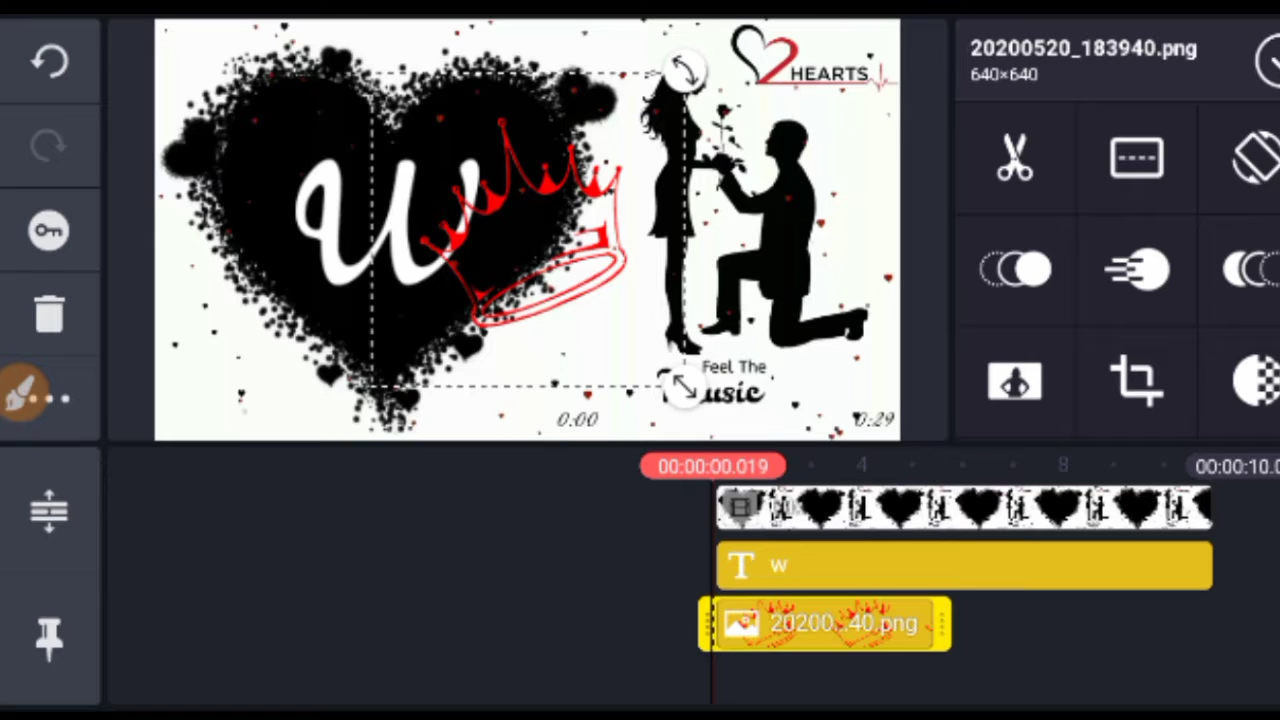 20200520_183940.png
640×640
HEARTS
W
Feel The
0:00
0:29
00:00:00.019
4
8
00:00:10.0
w
20200...40.png